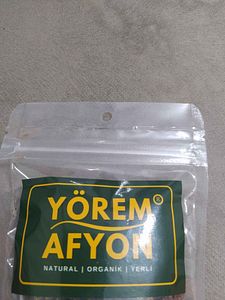 YÖREM®
AFYON
NATURAL | ORGANİK | YERLİ